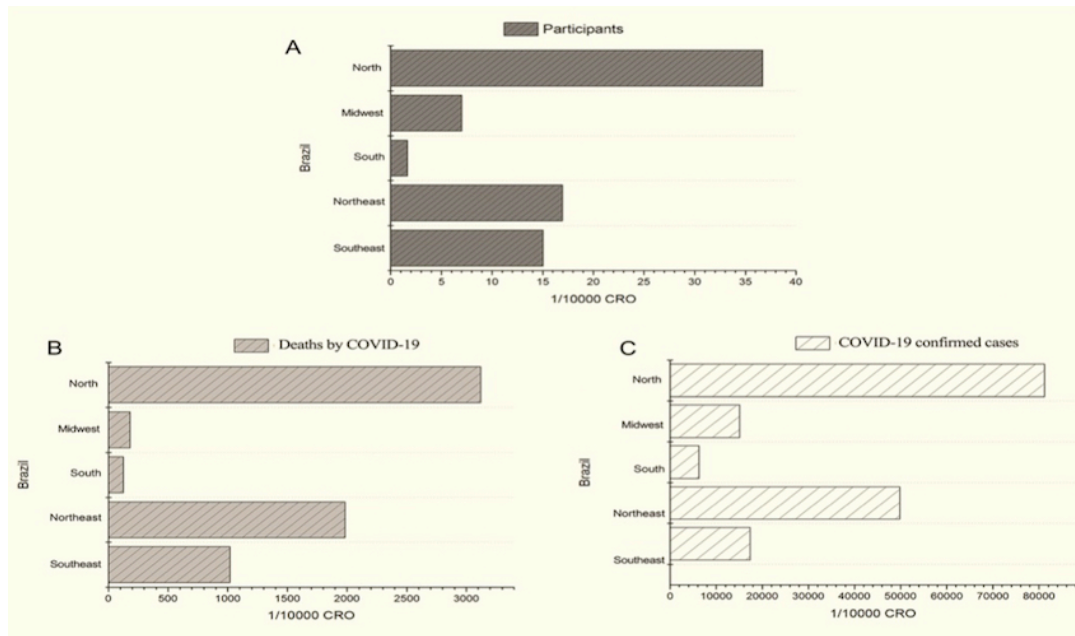 A
Participants
North
Midwest
South
Northeast
Southeast
Brazil
0 5 10 15 20 25 30 35 40
1/10000 CRO
B
Deaths by COVID-19
North
Midwest
South
Northeast
Southeast
Brazil
0 500 1000 1500 2000 2500 3000
1/10000 CRO
C
COVID-19 confirmed cases
North
Midwest
South
Northeast
Southeast
Brazil
0 10000 20000 30000 40000 50000 60000 70000 80000
1/10000 CRO